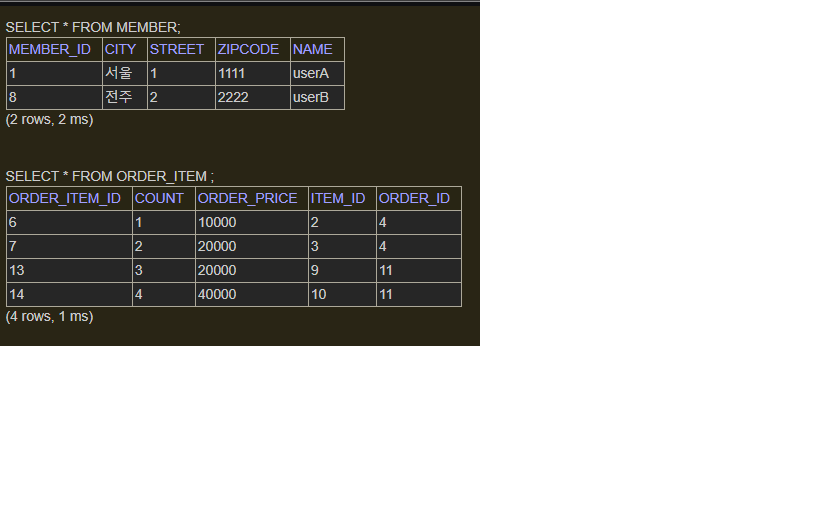 SELECT * FROM MEMBER;
MEMBER_ID CITY STREET ZIPCODE NAME
1 서울 1 1111 userA
8 전주 2 2222 userB
(2 rows, 2 ms)
SELECT * FROM ORDER_ITEM ;
ORDER_ITEM_ID COUNT ORDER_PRICE ITEM_ID ORDER_ID
6 1 10000 2 4
7 2 20000 3 4
13 3 20000 9 11
14 4 40000 10 11
(4 rows, 1 ms)